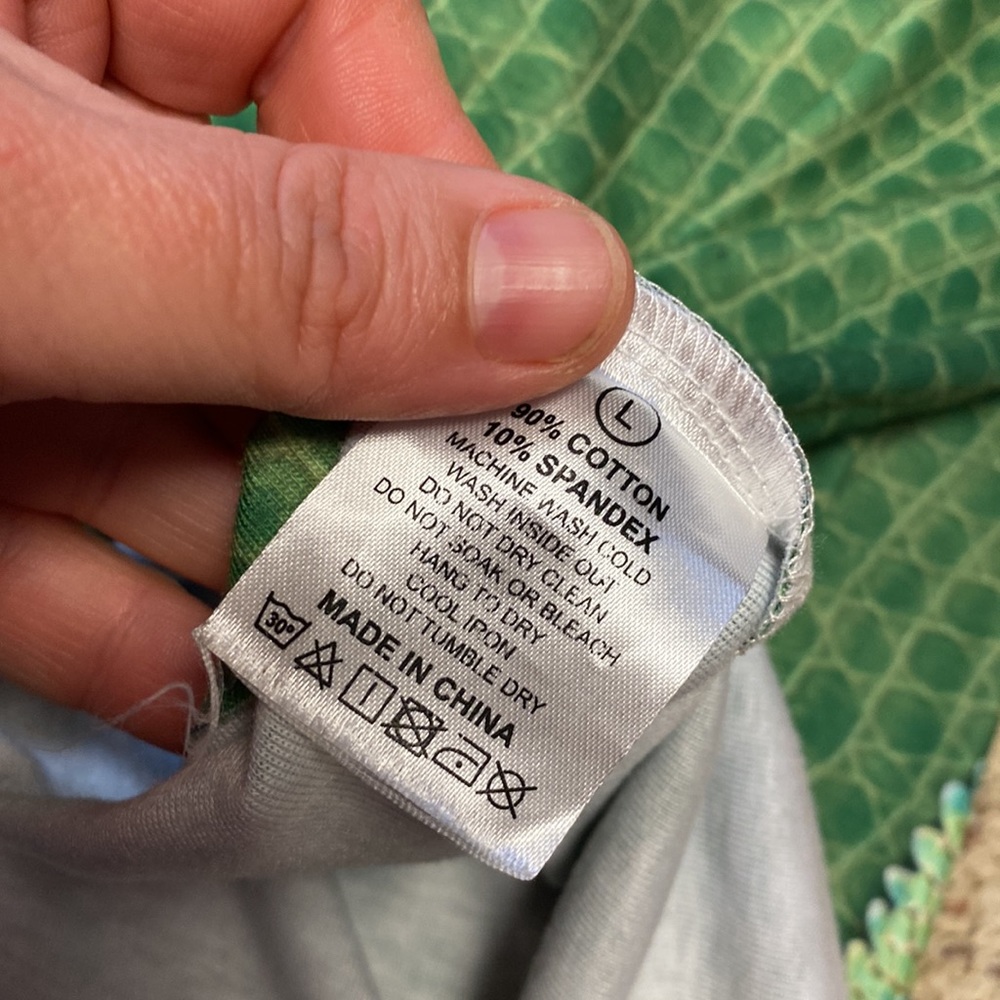 L
90% COTTON
10% SPANDEX
MACHINE WASH COLD
WASH INSIDE OUT
DO NOT DRY CLEAN
DO NOT SOAK OR BLEACH
HANG TO DRY
COOL IRON
DO NOT TUMBLE DRY
MADE IN CHINA
30°